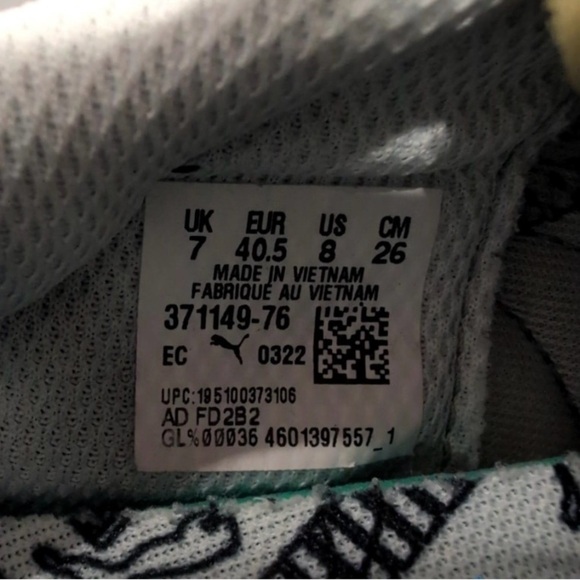 UK EUR US CM
7 40.5 8 26
MADE IN VIETNAM
FABRIQUÉ AU VIETNAM
371149-76
EC 0322
UPC:195100373106
AD FD2B2
GL%00036 4601397557_1